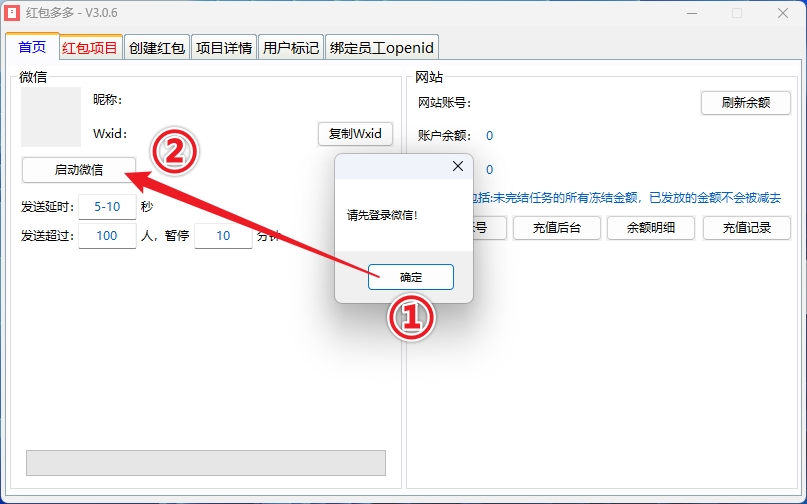 红包多多 - V3.0.6
首页 红包项目 创建红包 项目详情 用户标记 绑定员工openid
微信
昵称：
Wxid：
复制Wxid
启动微信
②
发送延时： 5-10 秒
发送超过： 100 人，暂停 10 分钟
网站
网站账号：
刷新余额
账户余额： 0
0
包括:未完结任务的所有冻结金额，已发放的金额不会被减去
号 充值后台 余额明细 充值记录
请先登录微信!
确定
①